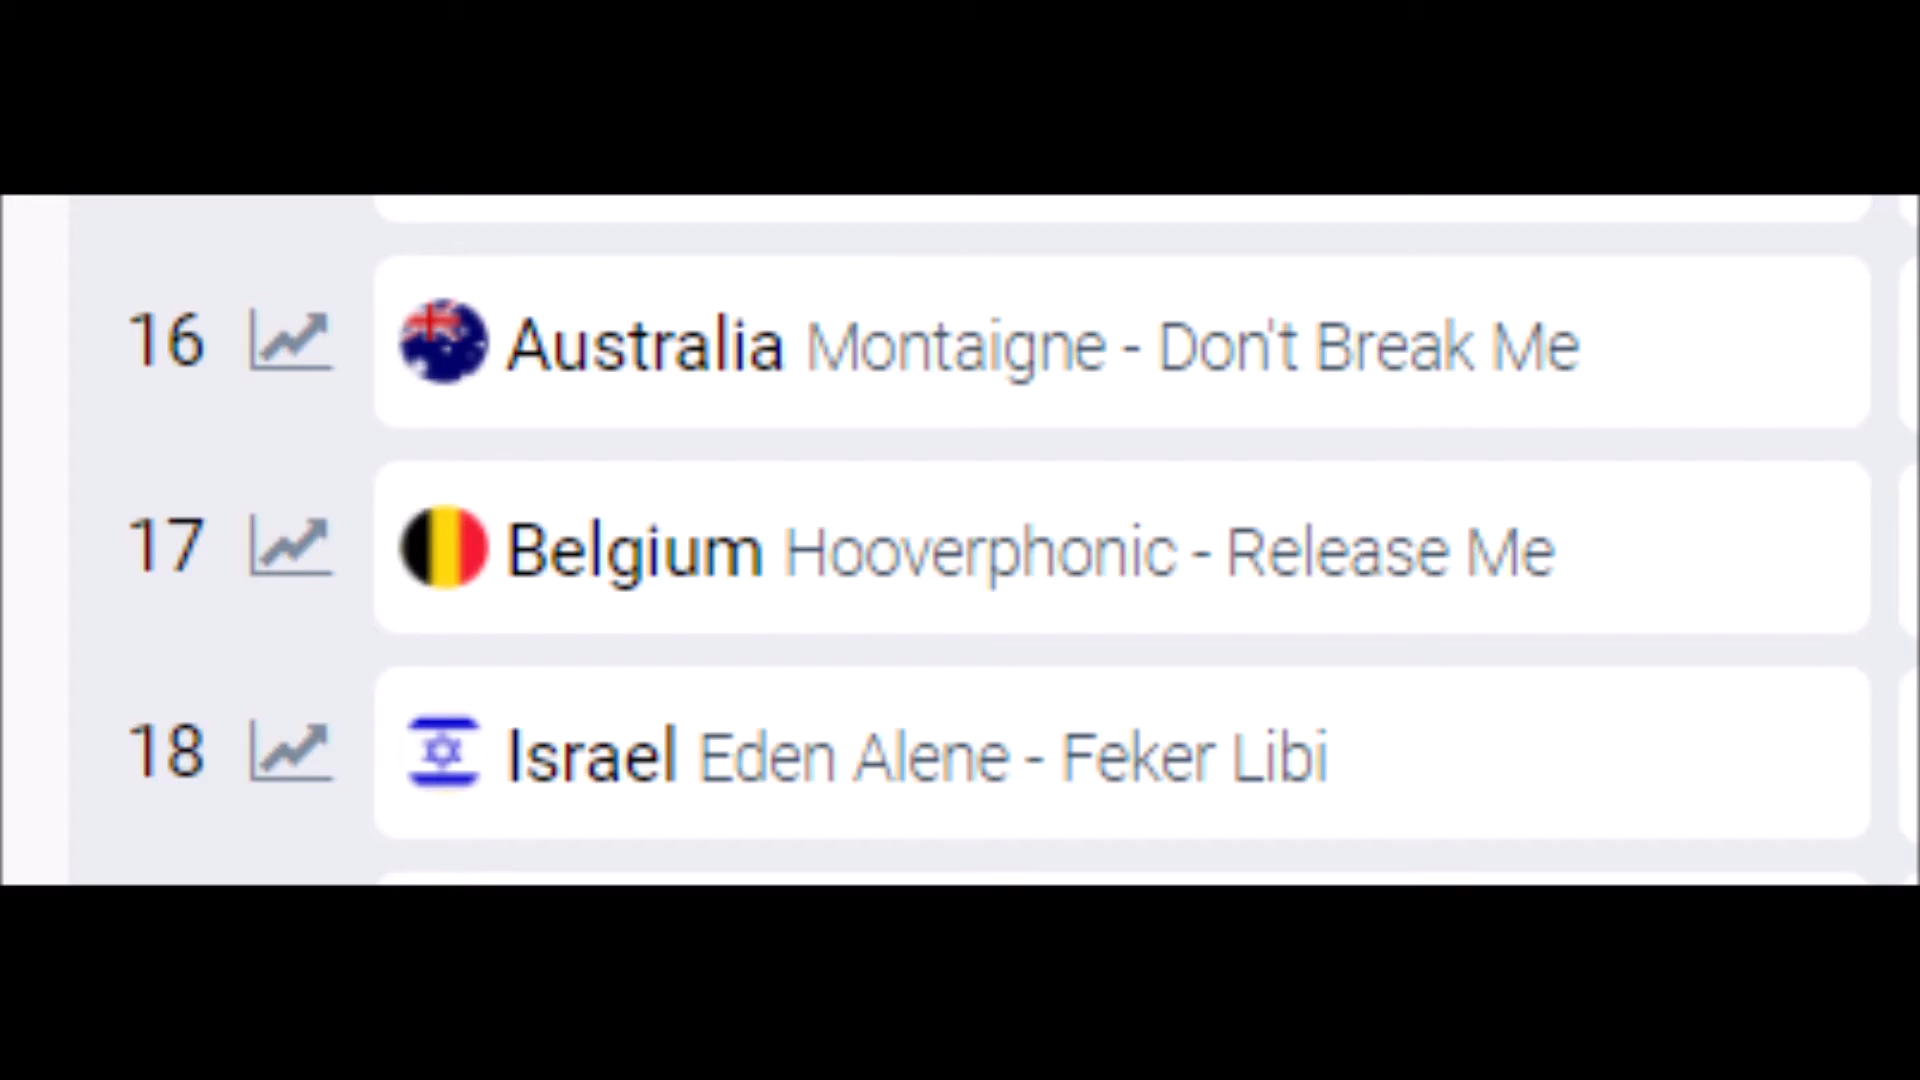 16 Australia Montaigne - Don't Break Me
17 Belgium Hooverphonic - Release Me
18 Israel Eden Alene - Feker Libi